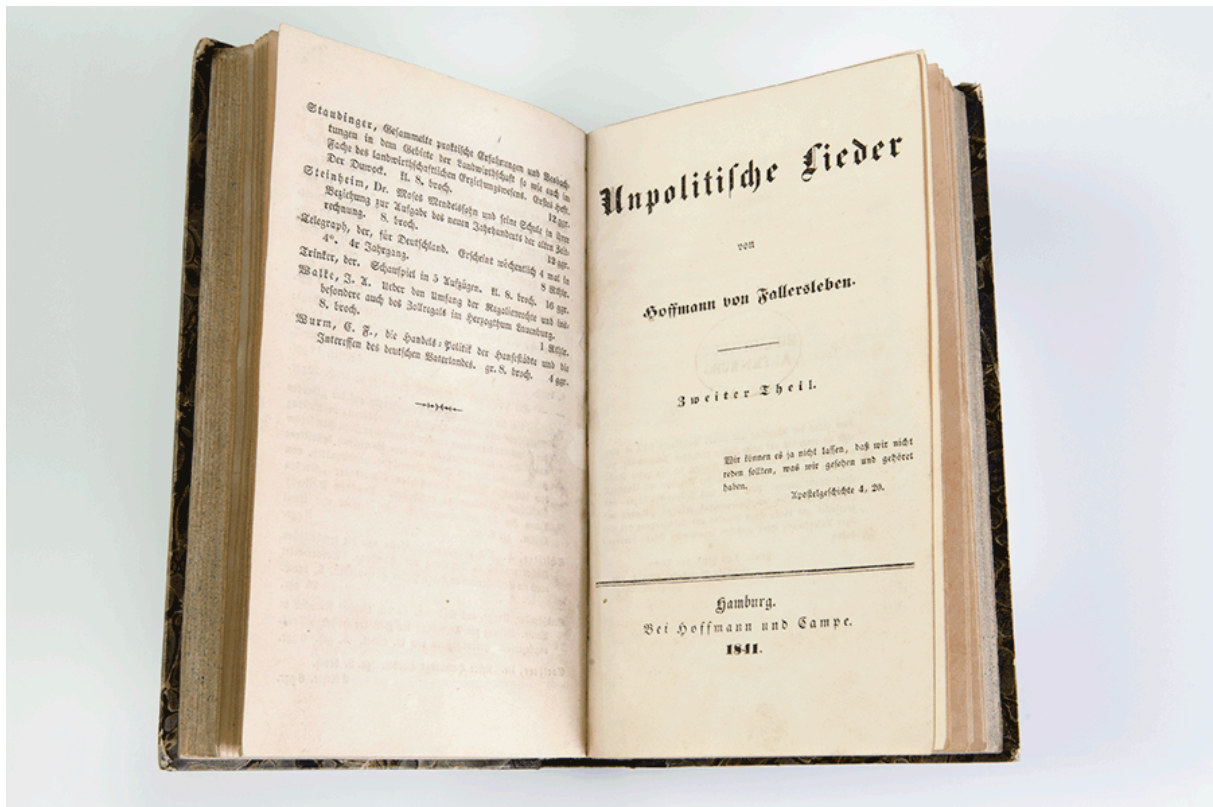 Staudinger, Gesammelte praktische Erfahrungen und Beobach-
tungen in dem Gebiete der Landwirthschaft so wie auch im
Fache des landwirthschaftlichen Erziehungswesens. Erstes Heft.
Der Duwock. kl. 8. broch. 12 ggr.
Steinheim, Dr. Moses Mendelssohn und seine Schule in ihrer
Beziehung zur Aufgabe des neuen Jahrhunderts der alten Zeit-
rechnung. 8. broch. 12 ggr.
Telegraph, der, für Deutschland. Erscheint wöchentlich 4 mal in
4°. 4r Jahrgang. 8 Rthlr.
Trinker, der. Schauspiel in 5 Aufzügen. kl. 8. broch. 16 ggr.
Walke, J. A. Ueber den Umfang der Regalienrechte und ins-
besondere auch des Zollregals im Herzogthum Lauenburg.
8. broch. 1 Rthlr.
Wurm, C. F., die Handels-Politik der Hansestädte und die
Interessen des deutschen Vaterlandes. gr. 8. broch. 4 ggr.
Unpolitische Lieder
von
Hoffmann von Fallersleben.
Zweiter Theil.
Wir können es ja nicht lassen, daß wir nicht
reden sollten, was wir gesehen und gehöret
haben.
Apostelgeschichte 4, 20.
Hamburg.
Bei Hoffmann und Campe.
1841.